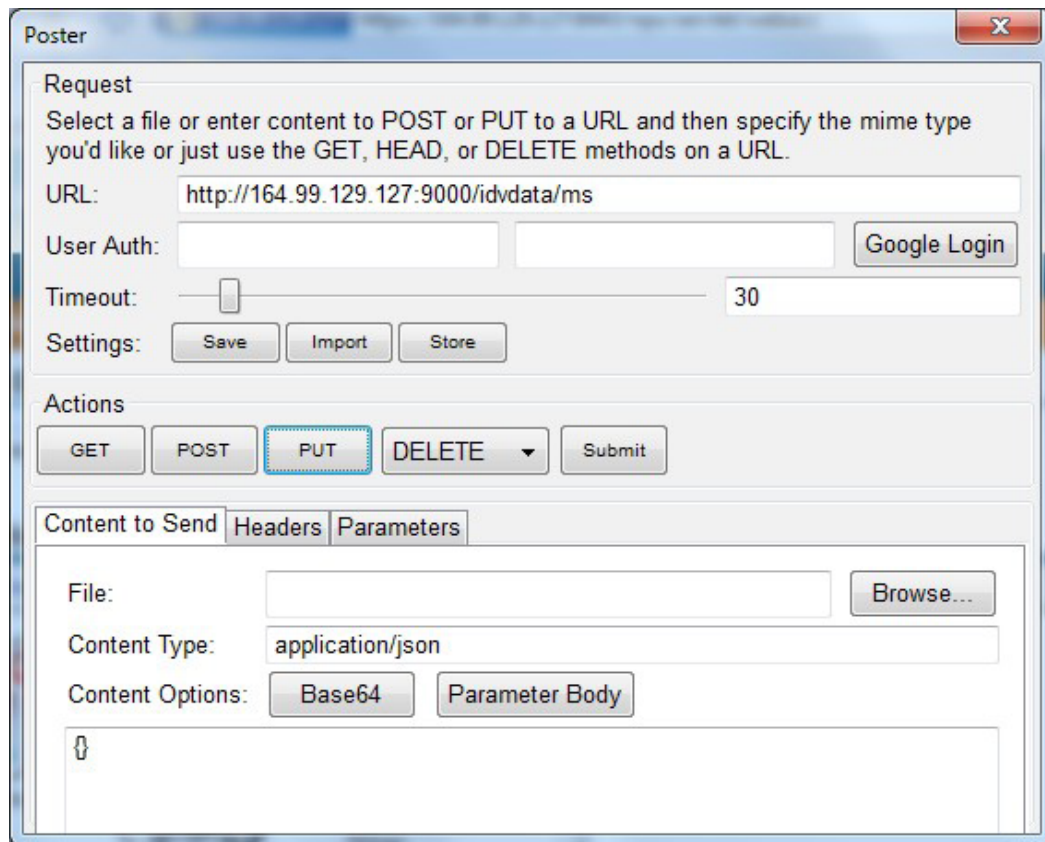 Poster
X
Request
Select a file or enter content to POST or PUT to a URL and then specify the mime type
you'd like or just use the GET, HEAD, or DELETE methods on a URL.
URL: http://164.99.129.127:9000/idvdata/ms
User Auth: Google Login
Timeout: 30
Settings: Save Import Store
Actions
GET POST PUT DELETE Submit
Content to Send Headers Parameters
File: Browse...
Content Type: application/json
Content Options: Base64 Parameter Body
{}